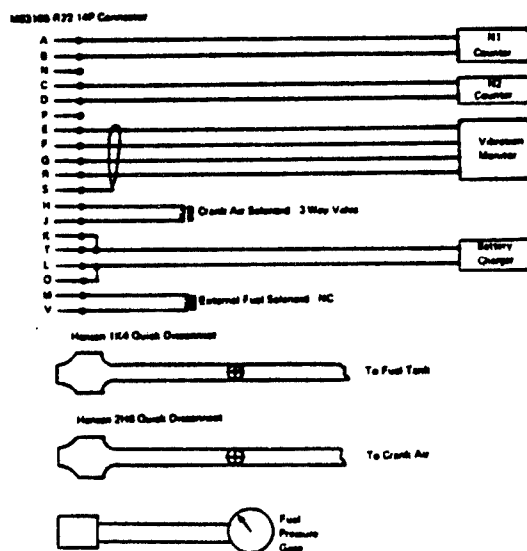 MS3106 R22 14P Connector
A
N1
B
Counter
N
C
N2
D
Counter
P
E
F
Vibration
G
Monitor
R
S
H
Crank Air Solenoid 3 Way Valve
J
K
T
Battery
L
Charger
O
M
External Fuel Solenoid NC
V
Hansen 1K4 Quick Disconnect
To Fuel Tank
Hansen 2H6 Quick Disconnect
To Crank Air
Fuel
Pressure
Gage